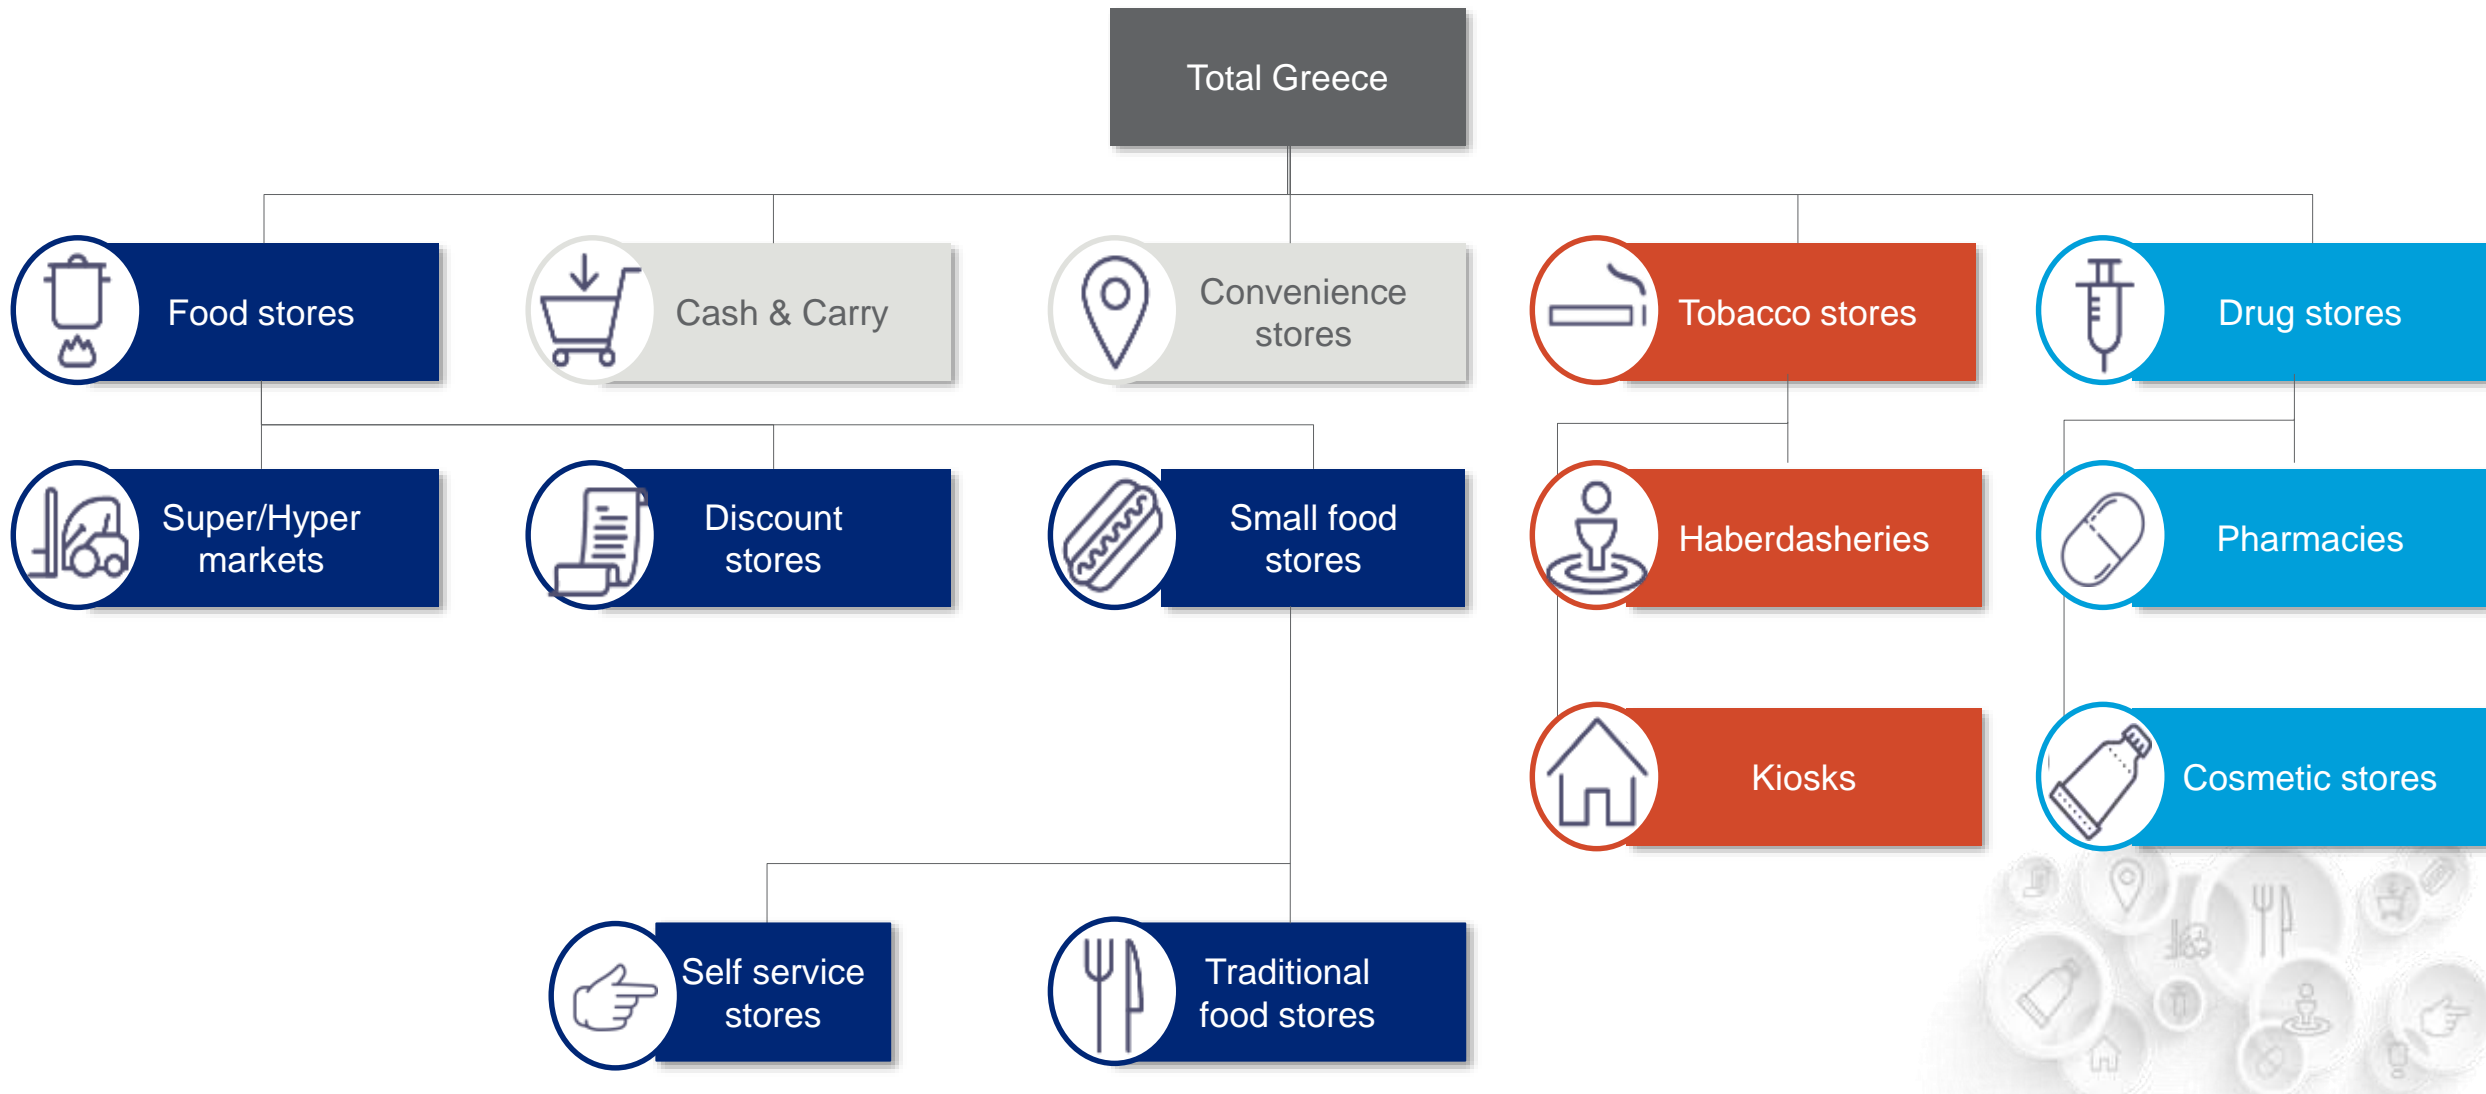 Total Greece
Food stores
Cash & Carry
Convenience
stores
Tobacco stores
Drug stores
Super/Hyper
markets
Discount
stores
Small food
stores
Haberdasheries
Pharmacies
Kiosks
Cosmetic stores
Self service
stores
Traditional
food stores